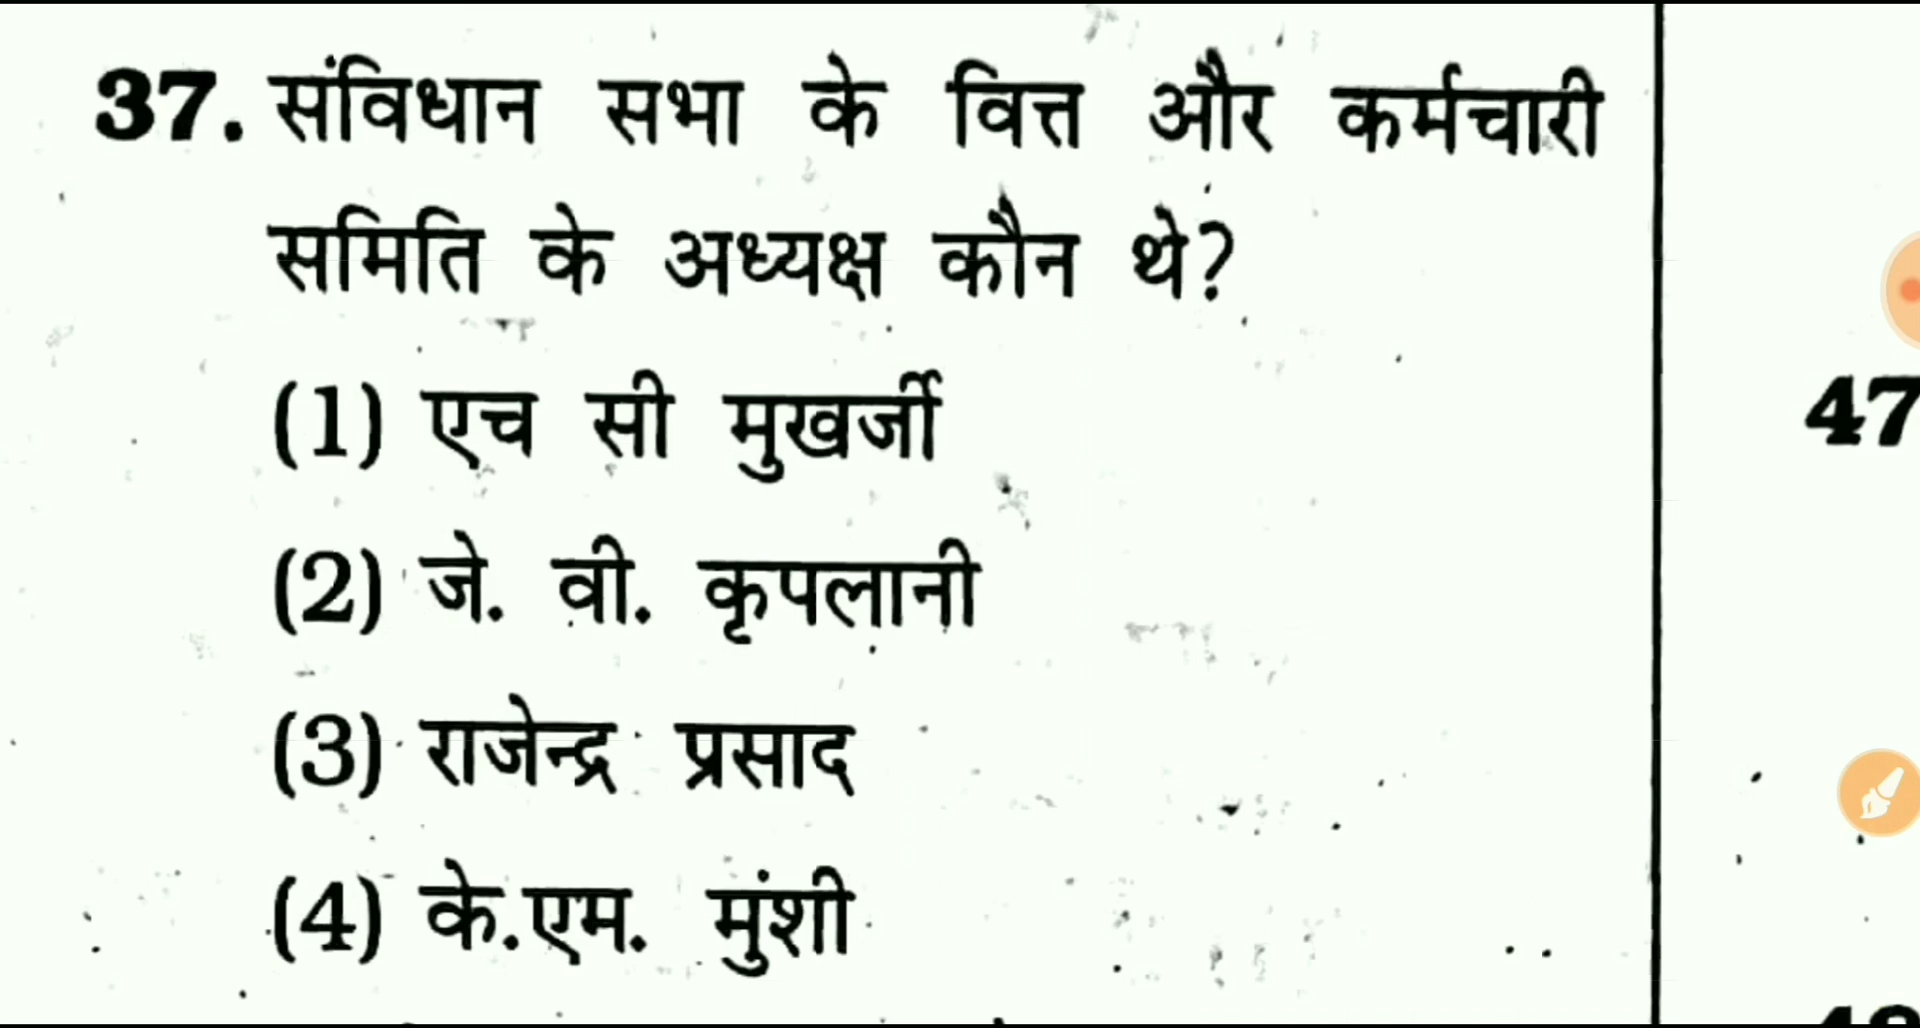 37. संविधान सभा के वित्त और कर्मचारी
समिति के अध्यक्ष कौन थे?
(1) एच सी मुखर्जी
(2) जे. वी. कृपलानी
(3) राजेन्द्र प्रसाद
(4) के.एम. मुंशी
47